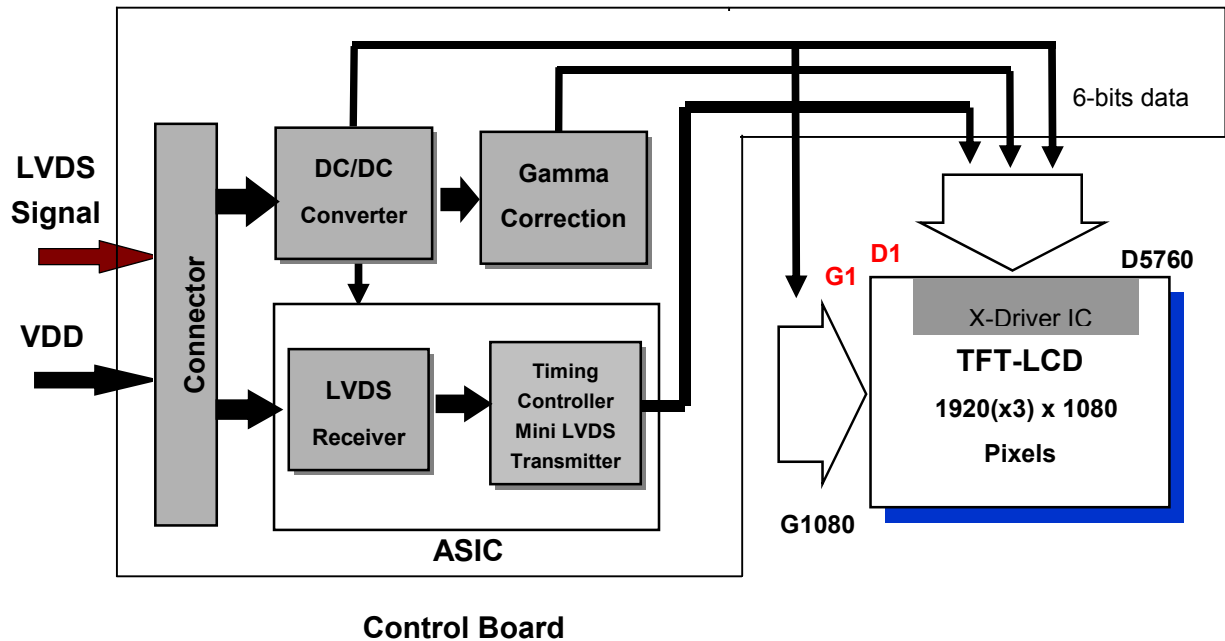 6-bits data
LVDS
Signal
VDD
Connector
DC/DC
Converter
Gamma
Correction
LVDS
Receiver
Timing
Controller
Mini LVDS
Transmitter
ASIC
G1
D1
D5760
X-Driver IC
TFT-LCD
1920(x3) x 1080
Pixels
G1080
Control Board